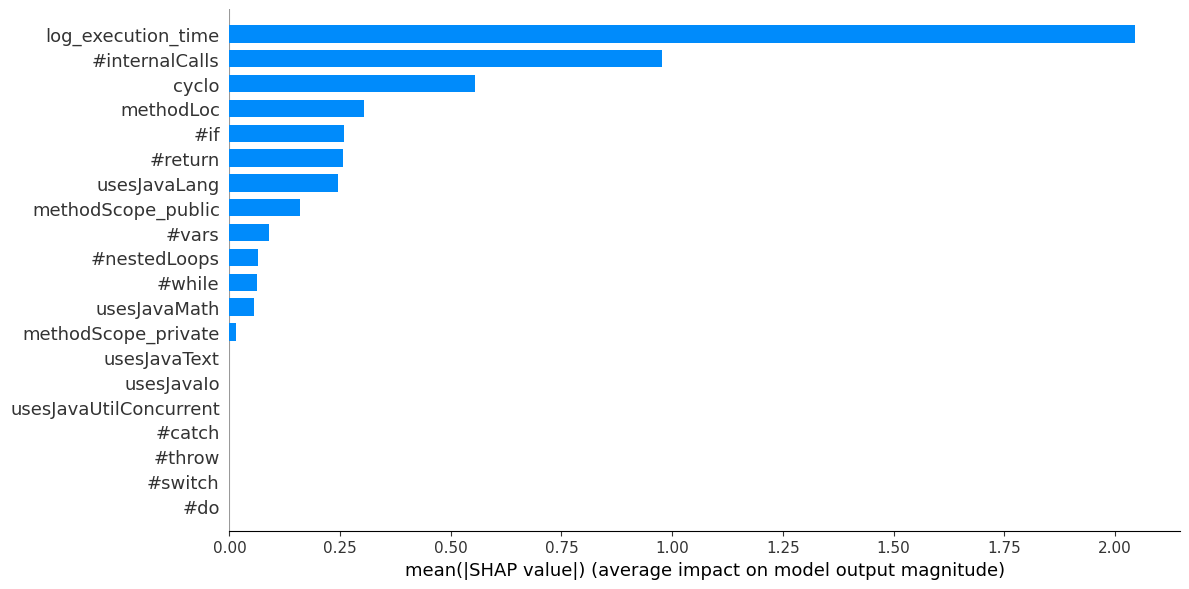 log_execution_time
#internalCalls
cyclo
methodLoc
#if
#return
usesJavaLang
methodScope_public
#vars
#nestedLoops
#while
usesJavaMath
methodScope_private
usesJavaText
usesJavaIo
usesJavaUtilConcurrent
#catch
#throw
#switch
#do
0.00 0.25 0.50 0.75 1.00 1.25 1.50 1.75 2.00
mean(|SHAP value|) (average impact on model output magnitude)